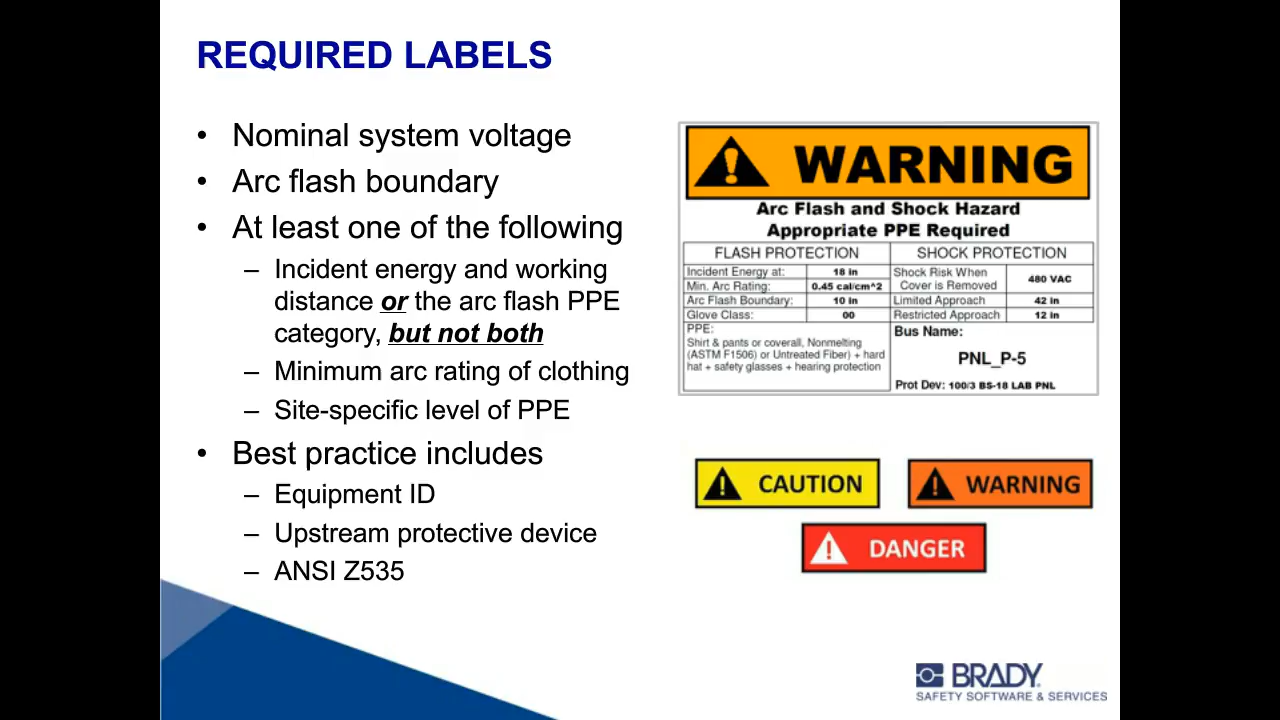 REQUIRED LABELS
• Nominal system voltage
• Arc flash boundary
• At least one of the following
– Incident energy and working
distance or the arc flash PPE
category, but not both
– Minimum arc rating of clothing
– Site-specific level of PPE
• Best practice includes
– Equipment ID
– Upstream protective device
– ANSI Z535
WARNING
Arc Flash and Shock Hazard
Appropriate PPE Required
FLASH PROTECTION
Incident Energy at: 18 in
Min. Arc Rating: 0.45 cal/cm^2
Arc Flash Boundary: 10 in
Glove Class: 00
PPE:
Shirt & pants or coverall, Nonmelting
(ASTM F1506) or Untreated Fiber) + hard
hat + safety glasses + hearing protection
SHOCK PROTECTION
Shock Risk When
Cover is Removed 480 VAC
Limited Approach 42 in
Restricted Approach 12 in
Bus Name:
PNL_P-5
Prot Dev: 100/3 BS-18 LAB PNL
CAUTION
WARNING
DANGER
BRADY
SAFETY SOFTWARE & SERVICES